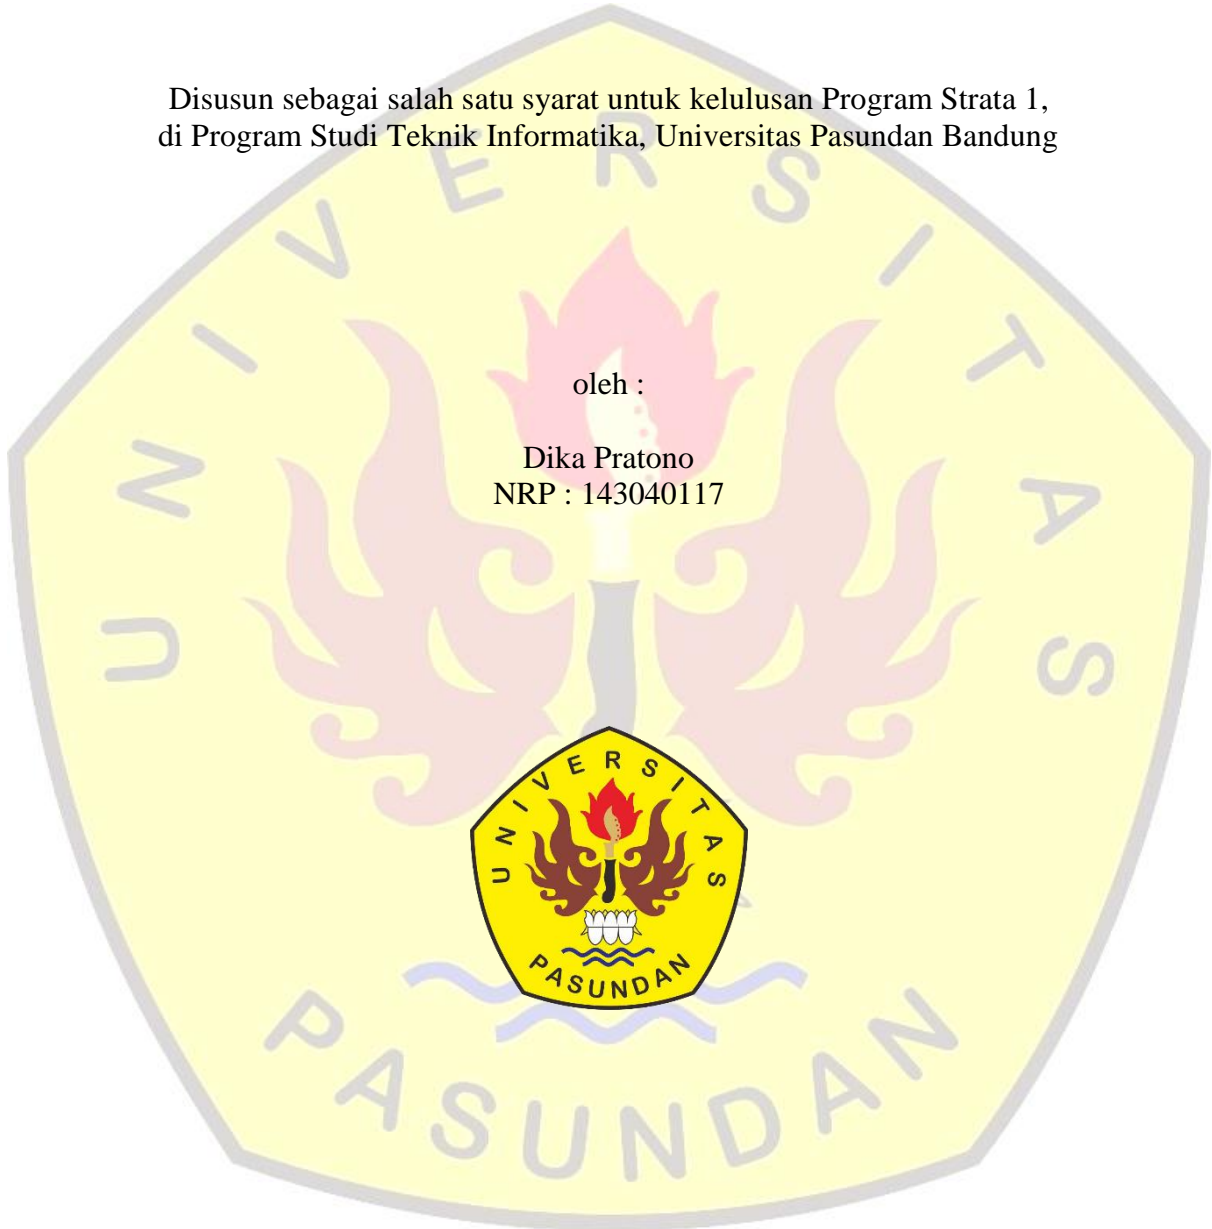 Disusun sebagai salah satu syarat untuk kelulusan Program Strata 1,
di Program Studi Teknik Informatika, Universitas Pasundan Bandung
UNIVERSITAS
oleh :
Dika Pratono
NRP : 143040117
UNIVERSITAS
PASUNDAN
PASUNDAN